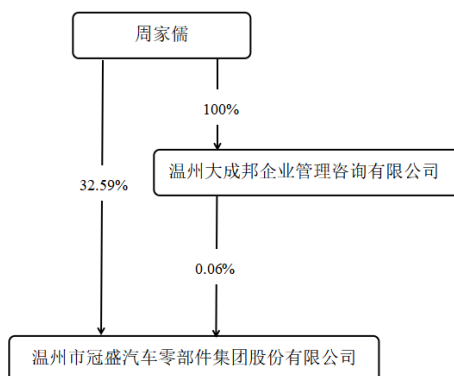 周家儒
100%
温州大成邦企业管理咨询有限公司
32.59%
0.06%
温州市冠盛汽车零部件集团股份有限公司